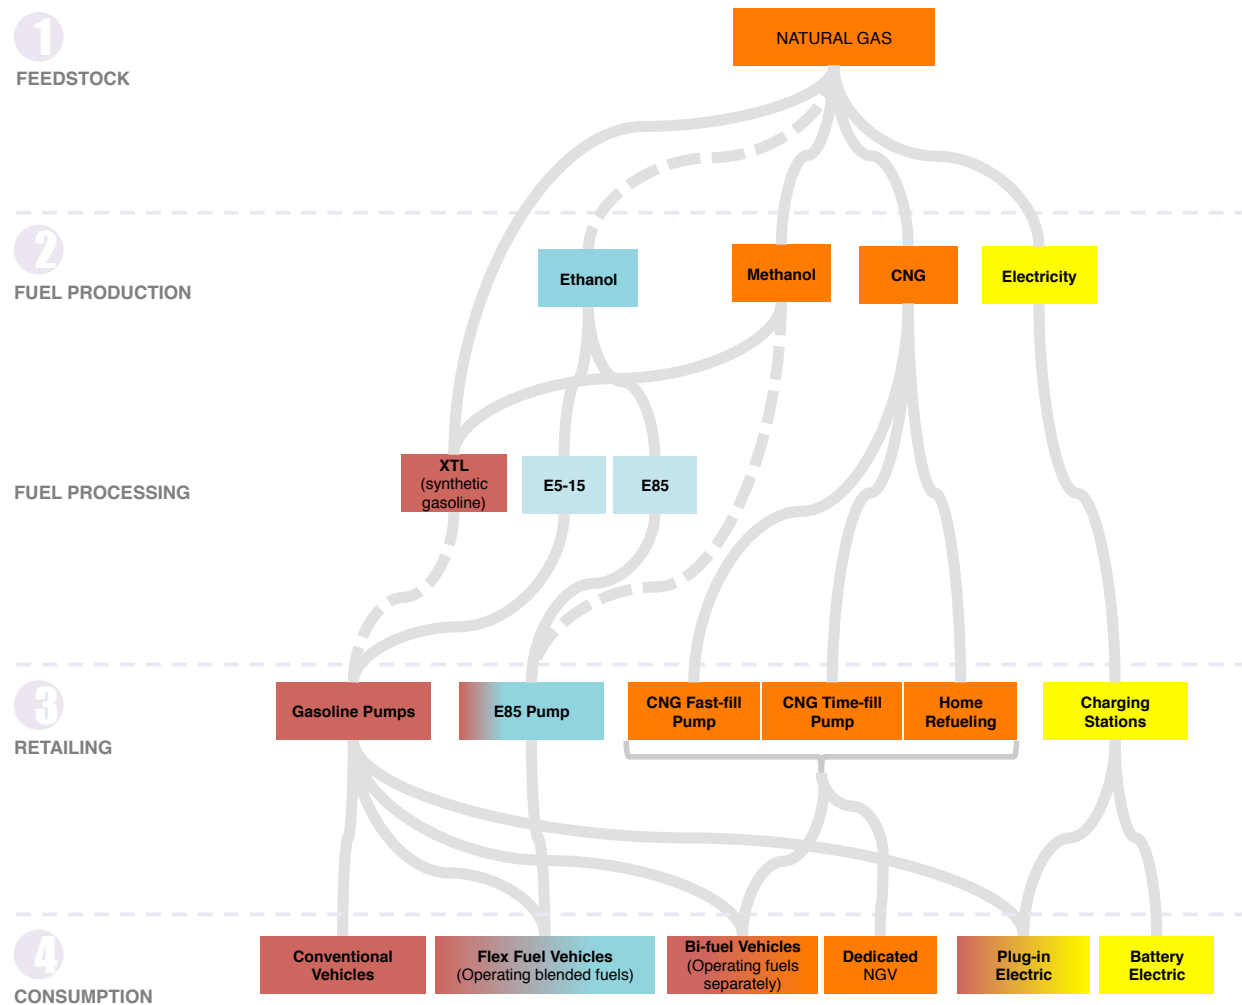 1
NATURAL GAS
FEEDSTOCK
2
FUEL PRODUCTION
Ethanol
Methanol
CNG
Electricity
FUEL PROCESSING
XTL
(synthetic
gasoline)
E5-15
E85
3
RETAILING
Gasoline Pumps
E85 Pump
CNG Fast-fill
Pump
CNG Time-fill
Pump
Home
Refueling
Charging
Stations
4
CONSUMPTION
Conventional
Vehicles
Flex Fuel Vehicles
(Operating blended fuels)
Bi-fuel Vehicles
(Operating fuels
separately)
Dedicated
NGV
Plug-in
Electric
Battery
Electric